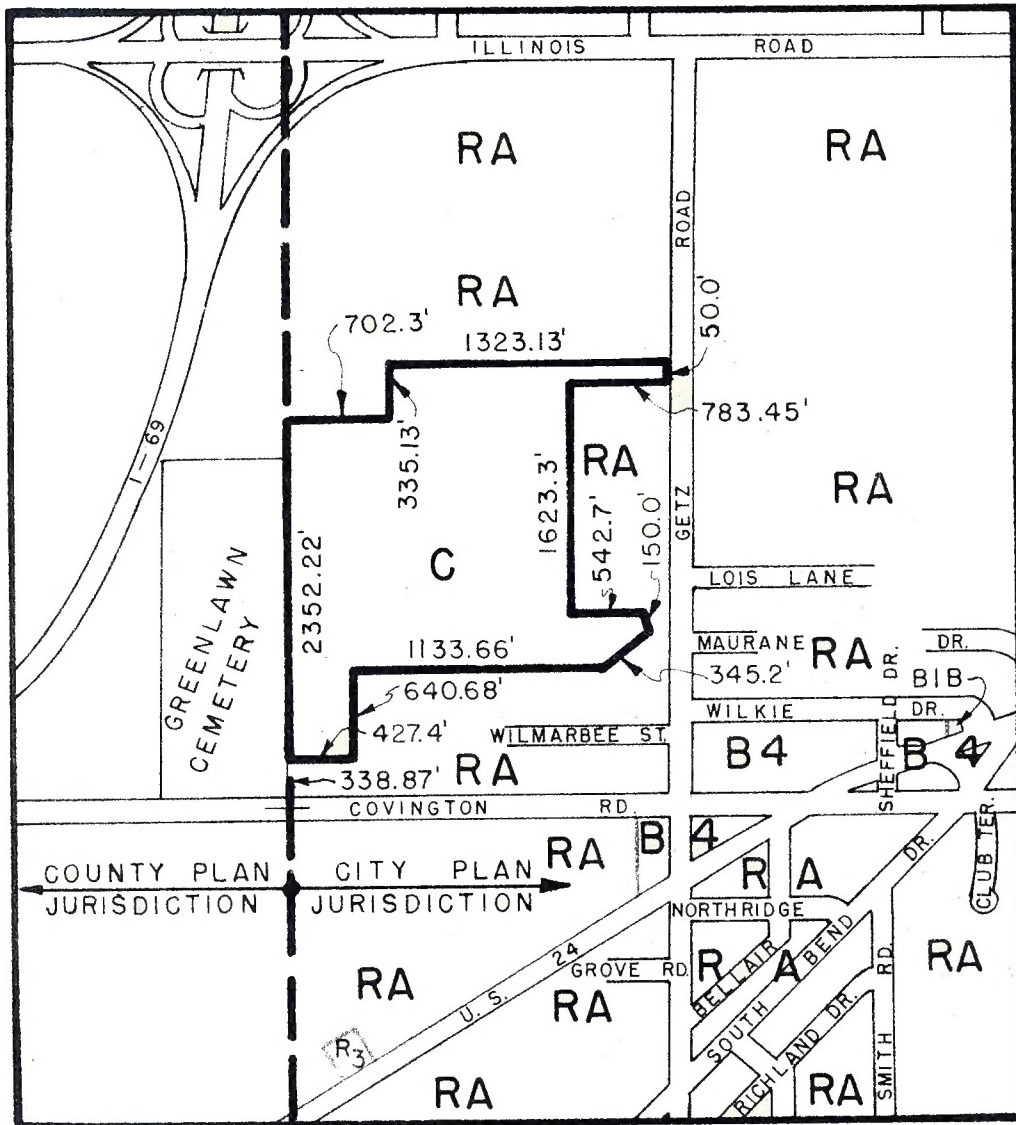 ILLINOIS ROAD
RA
RA
ROAD
RA
702.3'
1323.13'
50.0'
335.13'
783.45'
I-69
RA
1623.3'
GETZ
RA
542.7'
150.0'
2352.22'
C
LOIS LANE
GREENLAWN
CEMETERY
1133.66'
MAURANE DR.
RA
345.2'
640.68'
SHEFFIELD DR.
B1B
WILKIE DR.
427.4'
WILMARBEE ST.
B4
B4
338.87'
RA
COVINGTON RD.
CLUB TER.
B4
RA
COUNTY PLAN
JURISDICTION
CITY PLAN
JURISDICTION
RA
NORTHRIDGE
U.S. 24
GROVE RD.
RA
BELLAIR
SOUTH BEND DR.
RA
RA
RA
R3
RICHLAND DR.
SMITH RD.
RA
RA